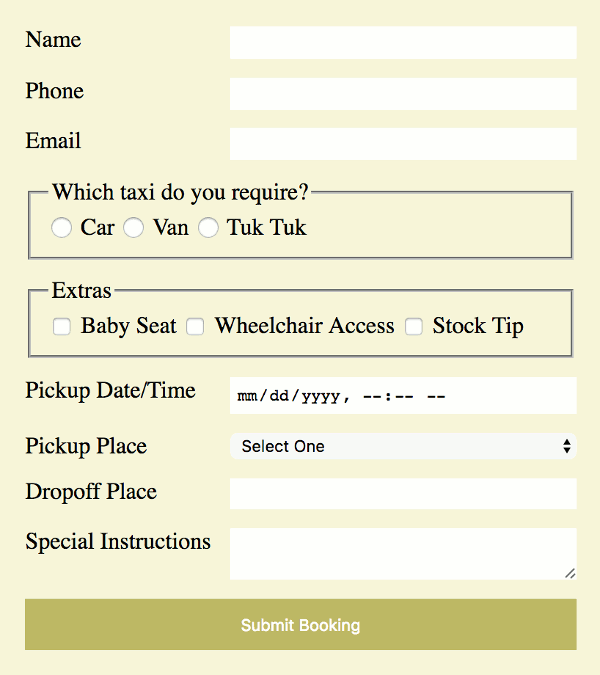 Name
Phone
Email
Which taxi do you require?
Car Van Tuk Tuk
Extras
Baby Seat Wheelchair Access Stock Tip
Pickup Date/Time mm/dd/yyyy, --:-- --
Pickup Place Select One
Dropoff Place
Special Instructions
Submit Booking